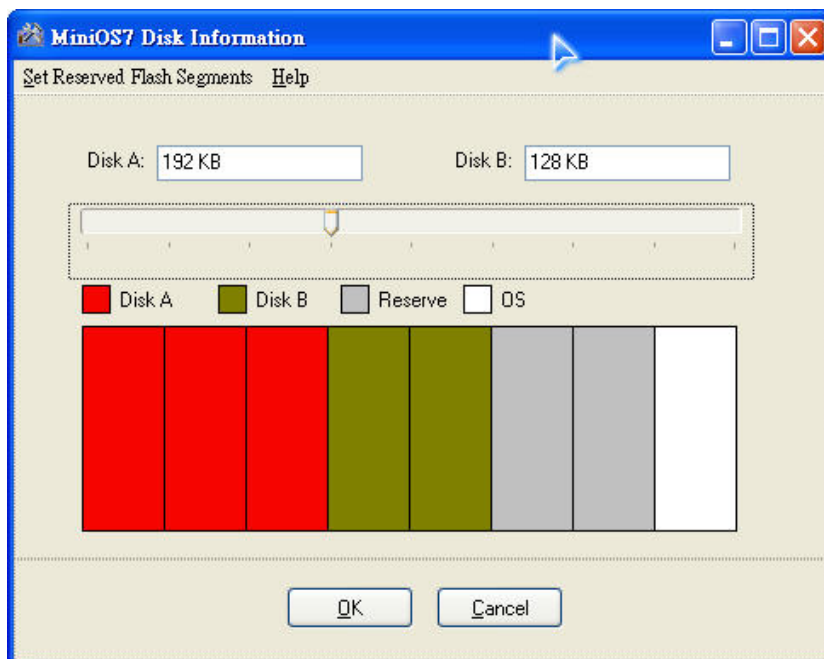 MiniOS7 Disk Information
Set Reserved Flash Segments Help
Disk A: 192 KB Disk B: 128 KB
Disk A Disk B Reserve OS
OK Cancel